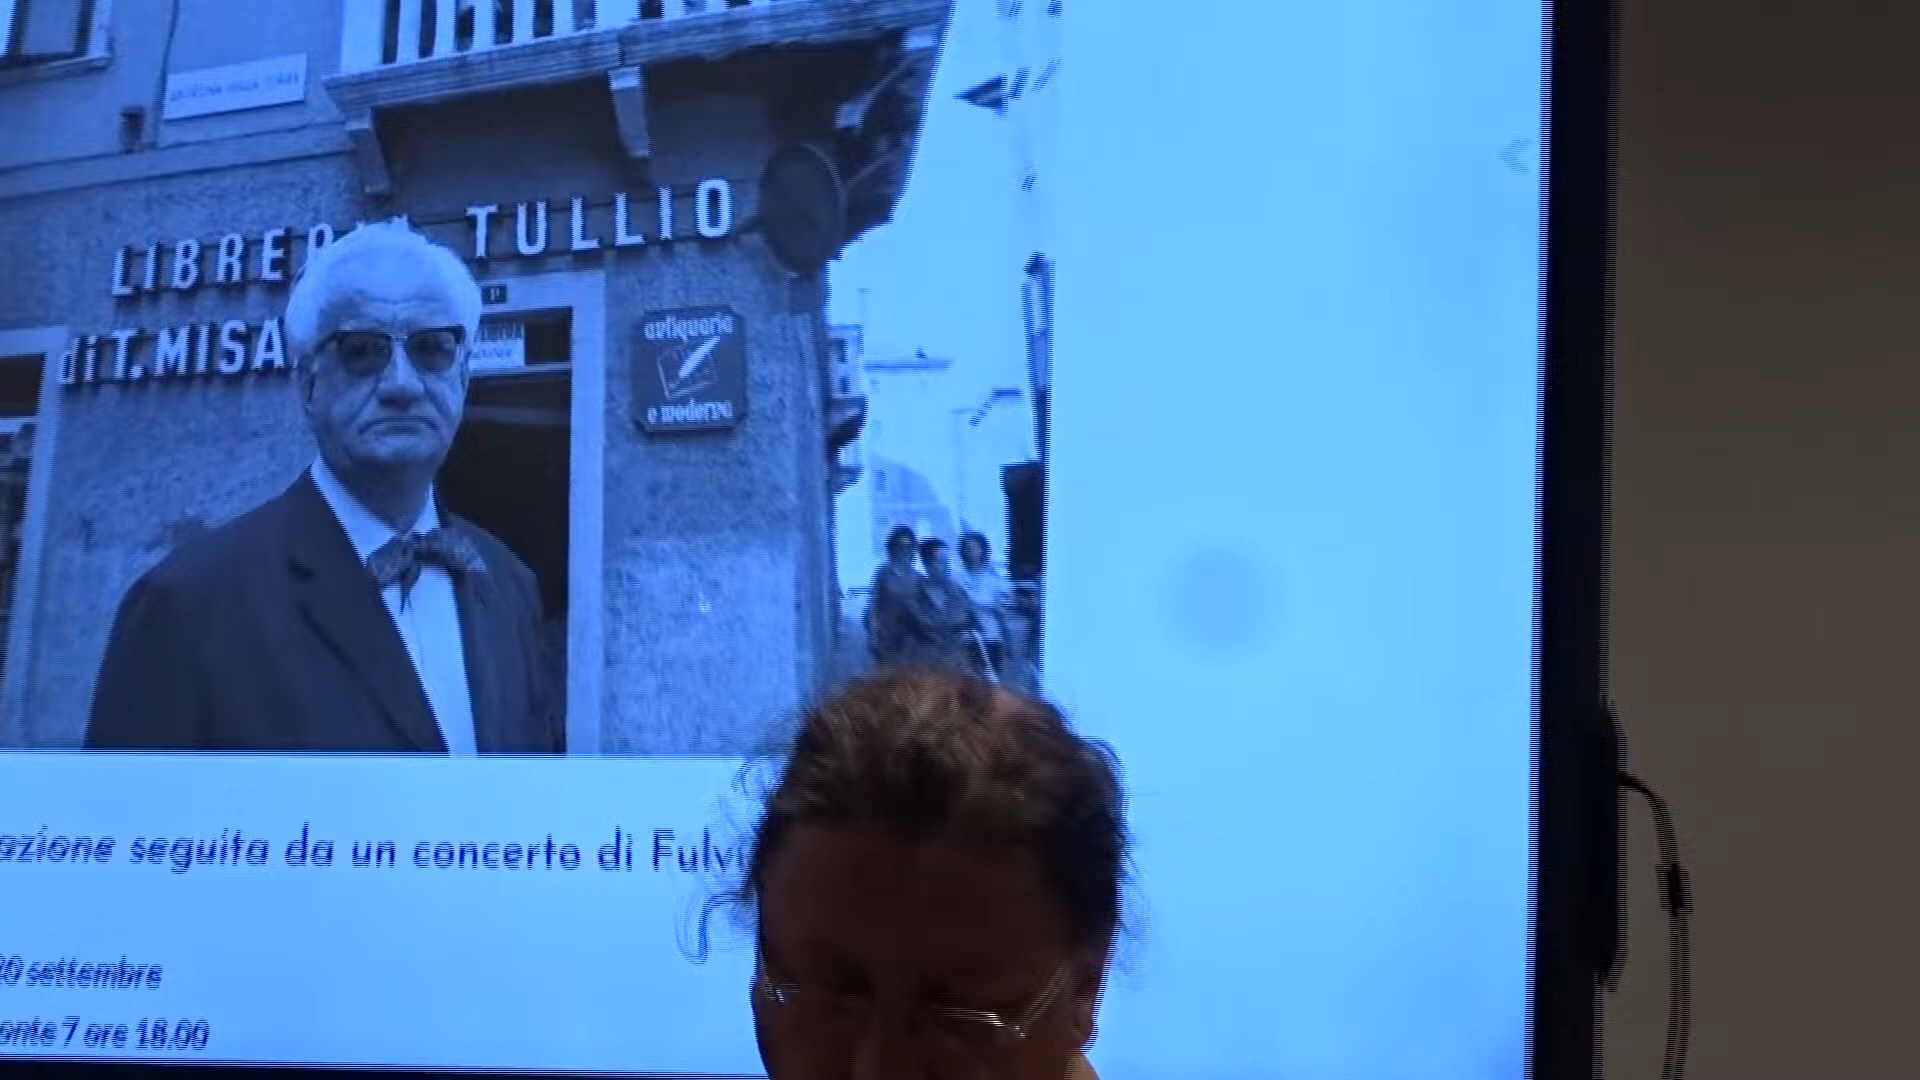 LIBRE TULLIO
di T. MISA
P
antiquaria
e moderna
azione seguita da un concerto di Fulv
20 settembre
onte 7 ore 18.00